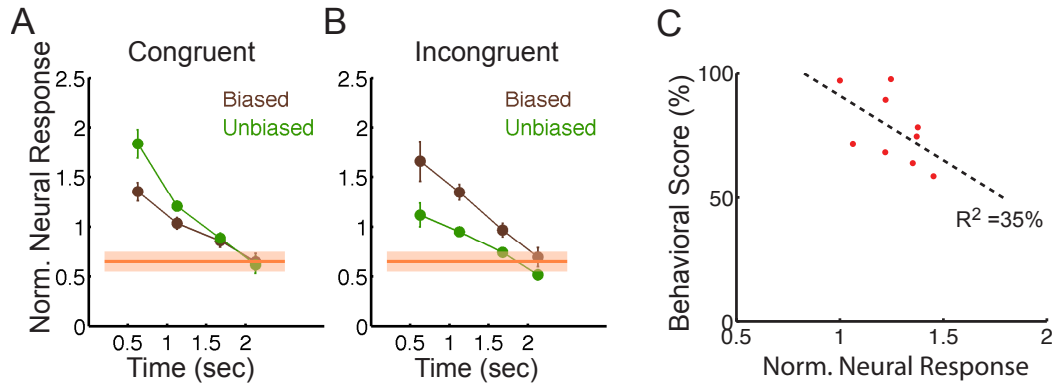 A
Congruent
Norm. Neural Response
2.5
2
1.5
1
0.5
0
Biased
Unbiased
0.5 1 1.5 2
Time (sec)
B
Incongruent
2.5
2
1.5
1
0.5
0
Biased
Unbiased
0.5 1 1.5 2
Time (sec)
C
Behavioral Score (%)
100
50
0
R² =35%
0.5 1 1.5 2
Norm. Neural Response